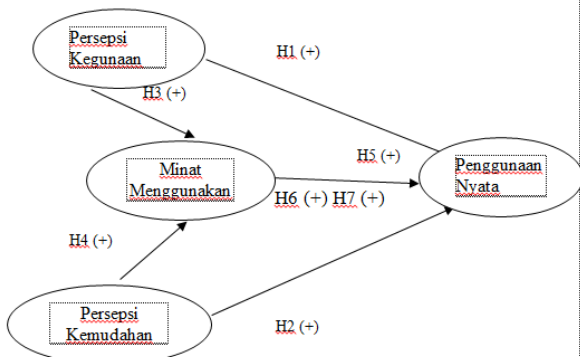 Persepsi
Kegunaan
H1 (+)
H3 (+)
Minat
Menggunakan
H5 (+)
H6 (+) H7 (+)
Penggunaan
Nyata
H4 (+)
Persepsi
Kemudahan
H2 (+)